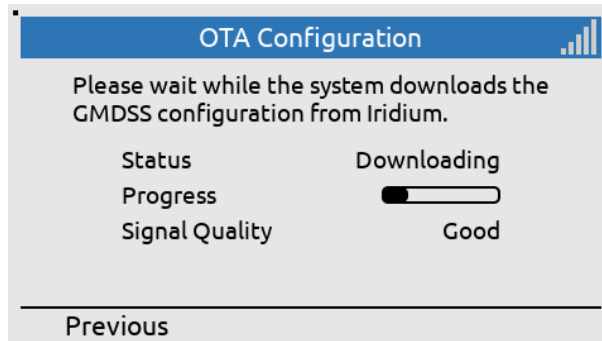 OTA Configuration
Please wait while the system downloads the
GMDSS configuration from Iridium.
Status Downloading
Progress
Signal Quality Good
Previous